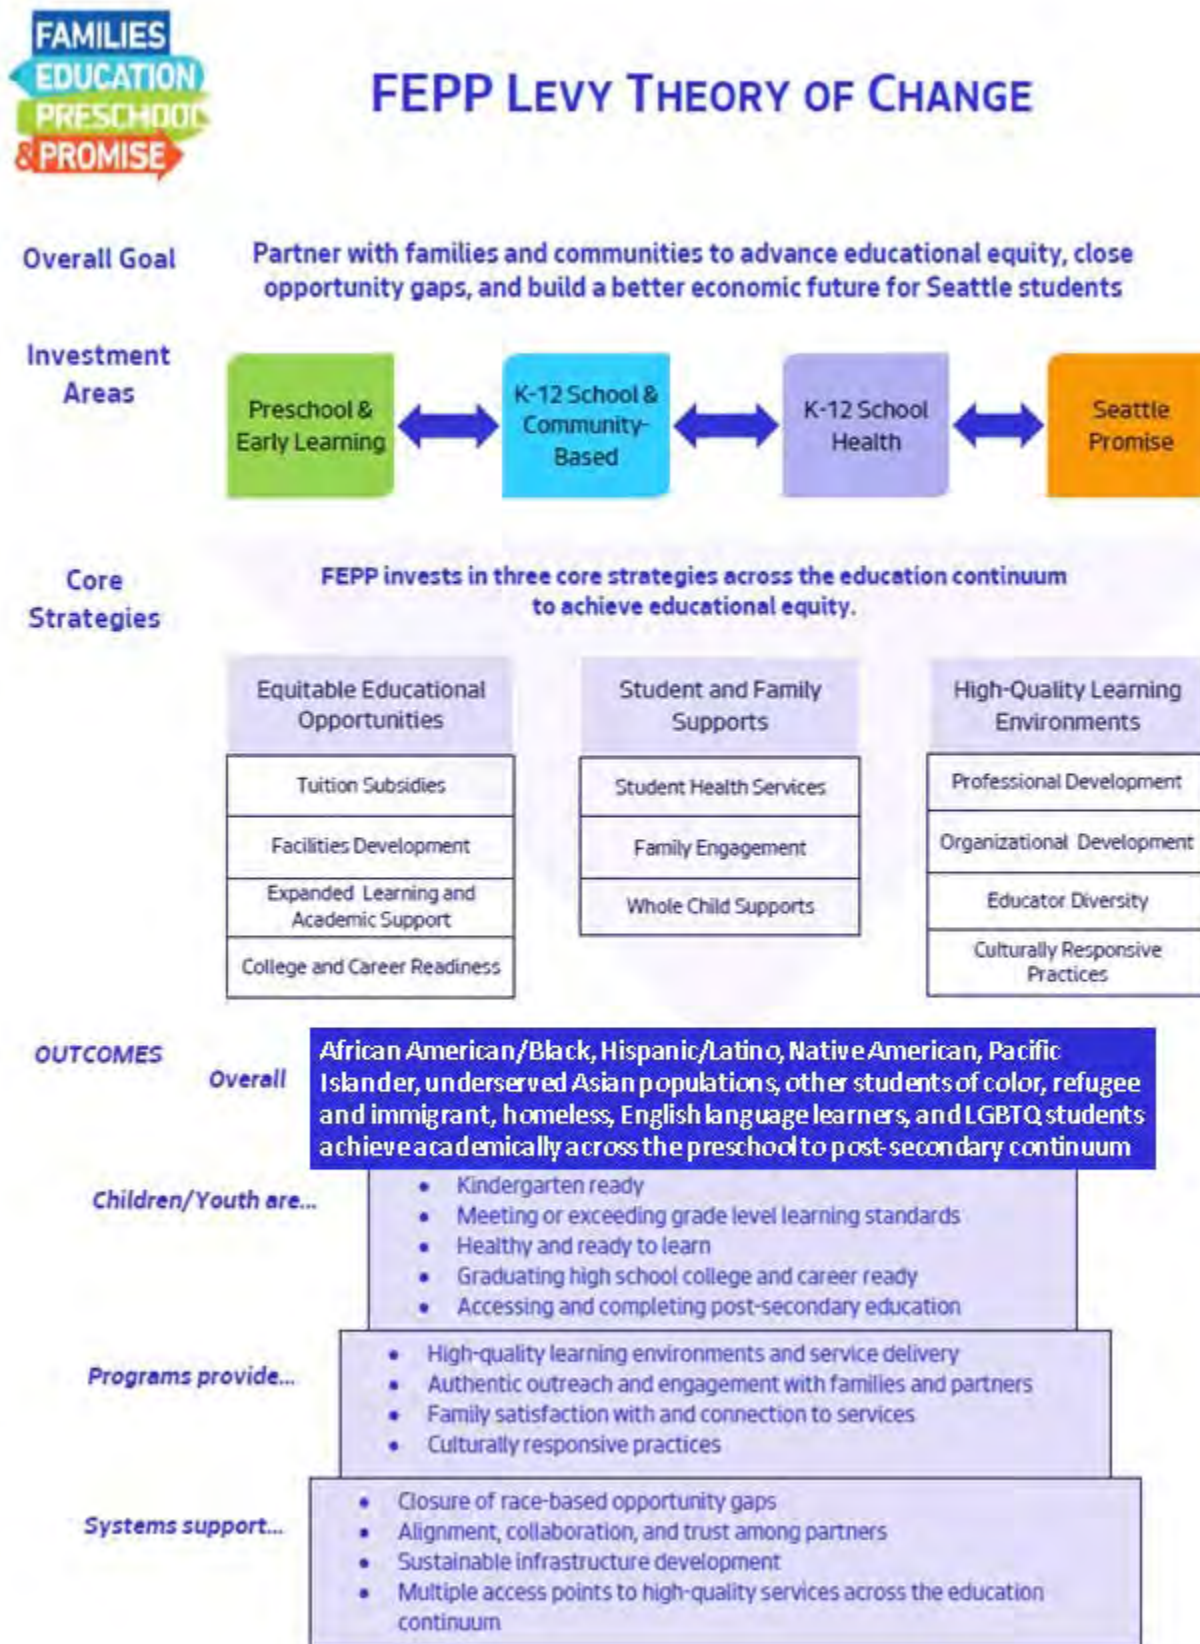 FAMILIES
EDUCATION
PRESCHOOL
& PROMISE
FEPP LEVY THEORY OF CHANGE
Overall Goal
Partner with families and communities to advance educational equity, close
opportunity gaps, and build a better economic future for Seattle students
Investment
Areas
Preschool &
Early Learning
K-12 School &
Community-
Based
K-12 School
Health
Seattle
Promise
Core
Strategies
FEPP invests in three core strategies across the education continuum
to achieve educational equity.
Equitable Educational
Opportunities
Tuition Subsidies
Facilities Development
Expanded Learning and
Academic Support
College and Career Readiness
Student and Family
Supports
Student Health Services
Family Engagement
Whole Child Supports
High-Quality Learning
Environments
Professional Development
Organizational Development
Educator Diversity
Culturally Responsive
Practices
OUTCOMES
Overall
African American/Black, Hispanic/Latino, Native American, Pacific
Islander, underserved Asian populations, other students of color, refugee
and immigrant, homeless, English language learners, and LGBTQ students
achieve academically across the preschool to post-secondary continuum
Children/Youth are...
• Kindergarten ready
• Meeting or exceeding grade level learning standards
• Healthy and ready to learn
• Graduating high school college and career ready
• Accessing and completing post-secondary education
Programs provide...
• High-quality learning environments and service delivery
• Authentic outreach and engagement with families and partners
• Family satisfaction with and connection to services
• Culturally responsive practices
Systems support...
• Closure of race-based opportunity gaps
• Alignment, collaboration, and trust among partners
• Sustainable infrastructure development
• Multiple access points to high-quality services across the education
continuum